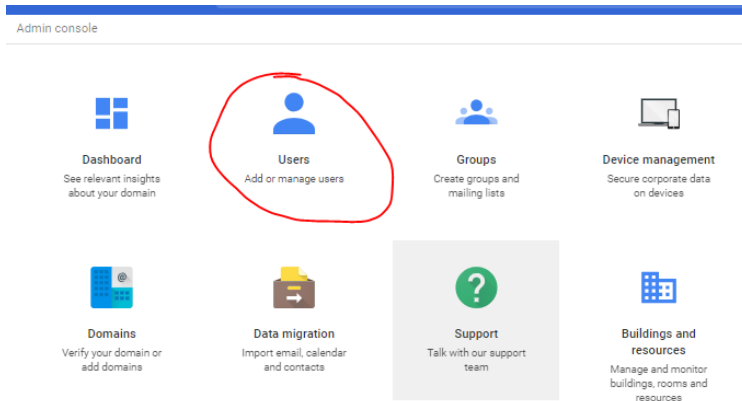 Admin console
Dashboard
See relevant insights
about your domain
Users
Add or manage users
Groups
Create groups and
mailing lists
Device management
Secure corporate data
on devices
@
Domains
Verify your domain or
add domains
Data migration
Import email, calendar
and contacts
?
Support
Talk with our support
team
Buildings and
resources
Manage and monitor
buildings, rooms and
resources